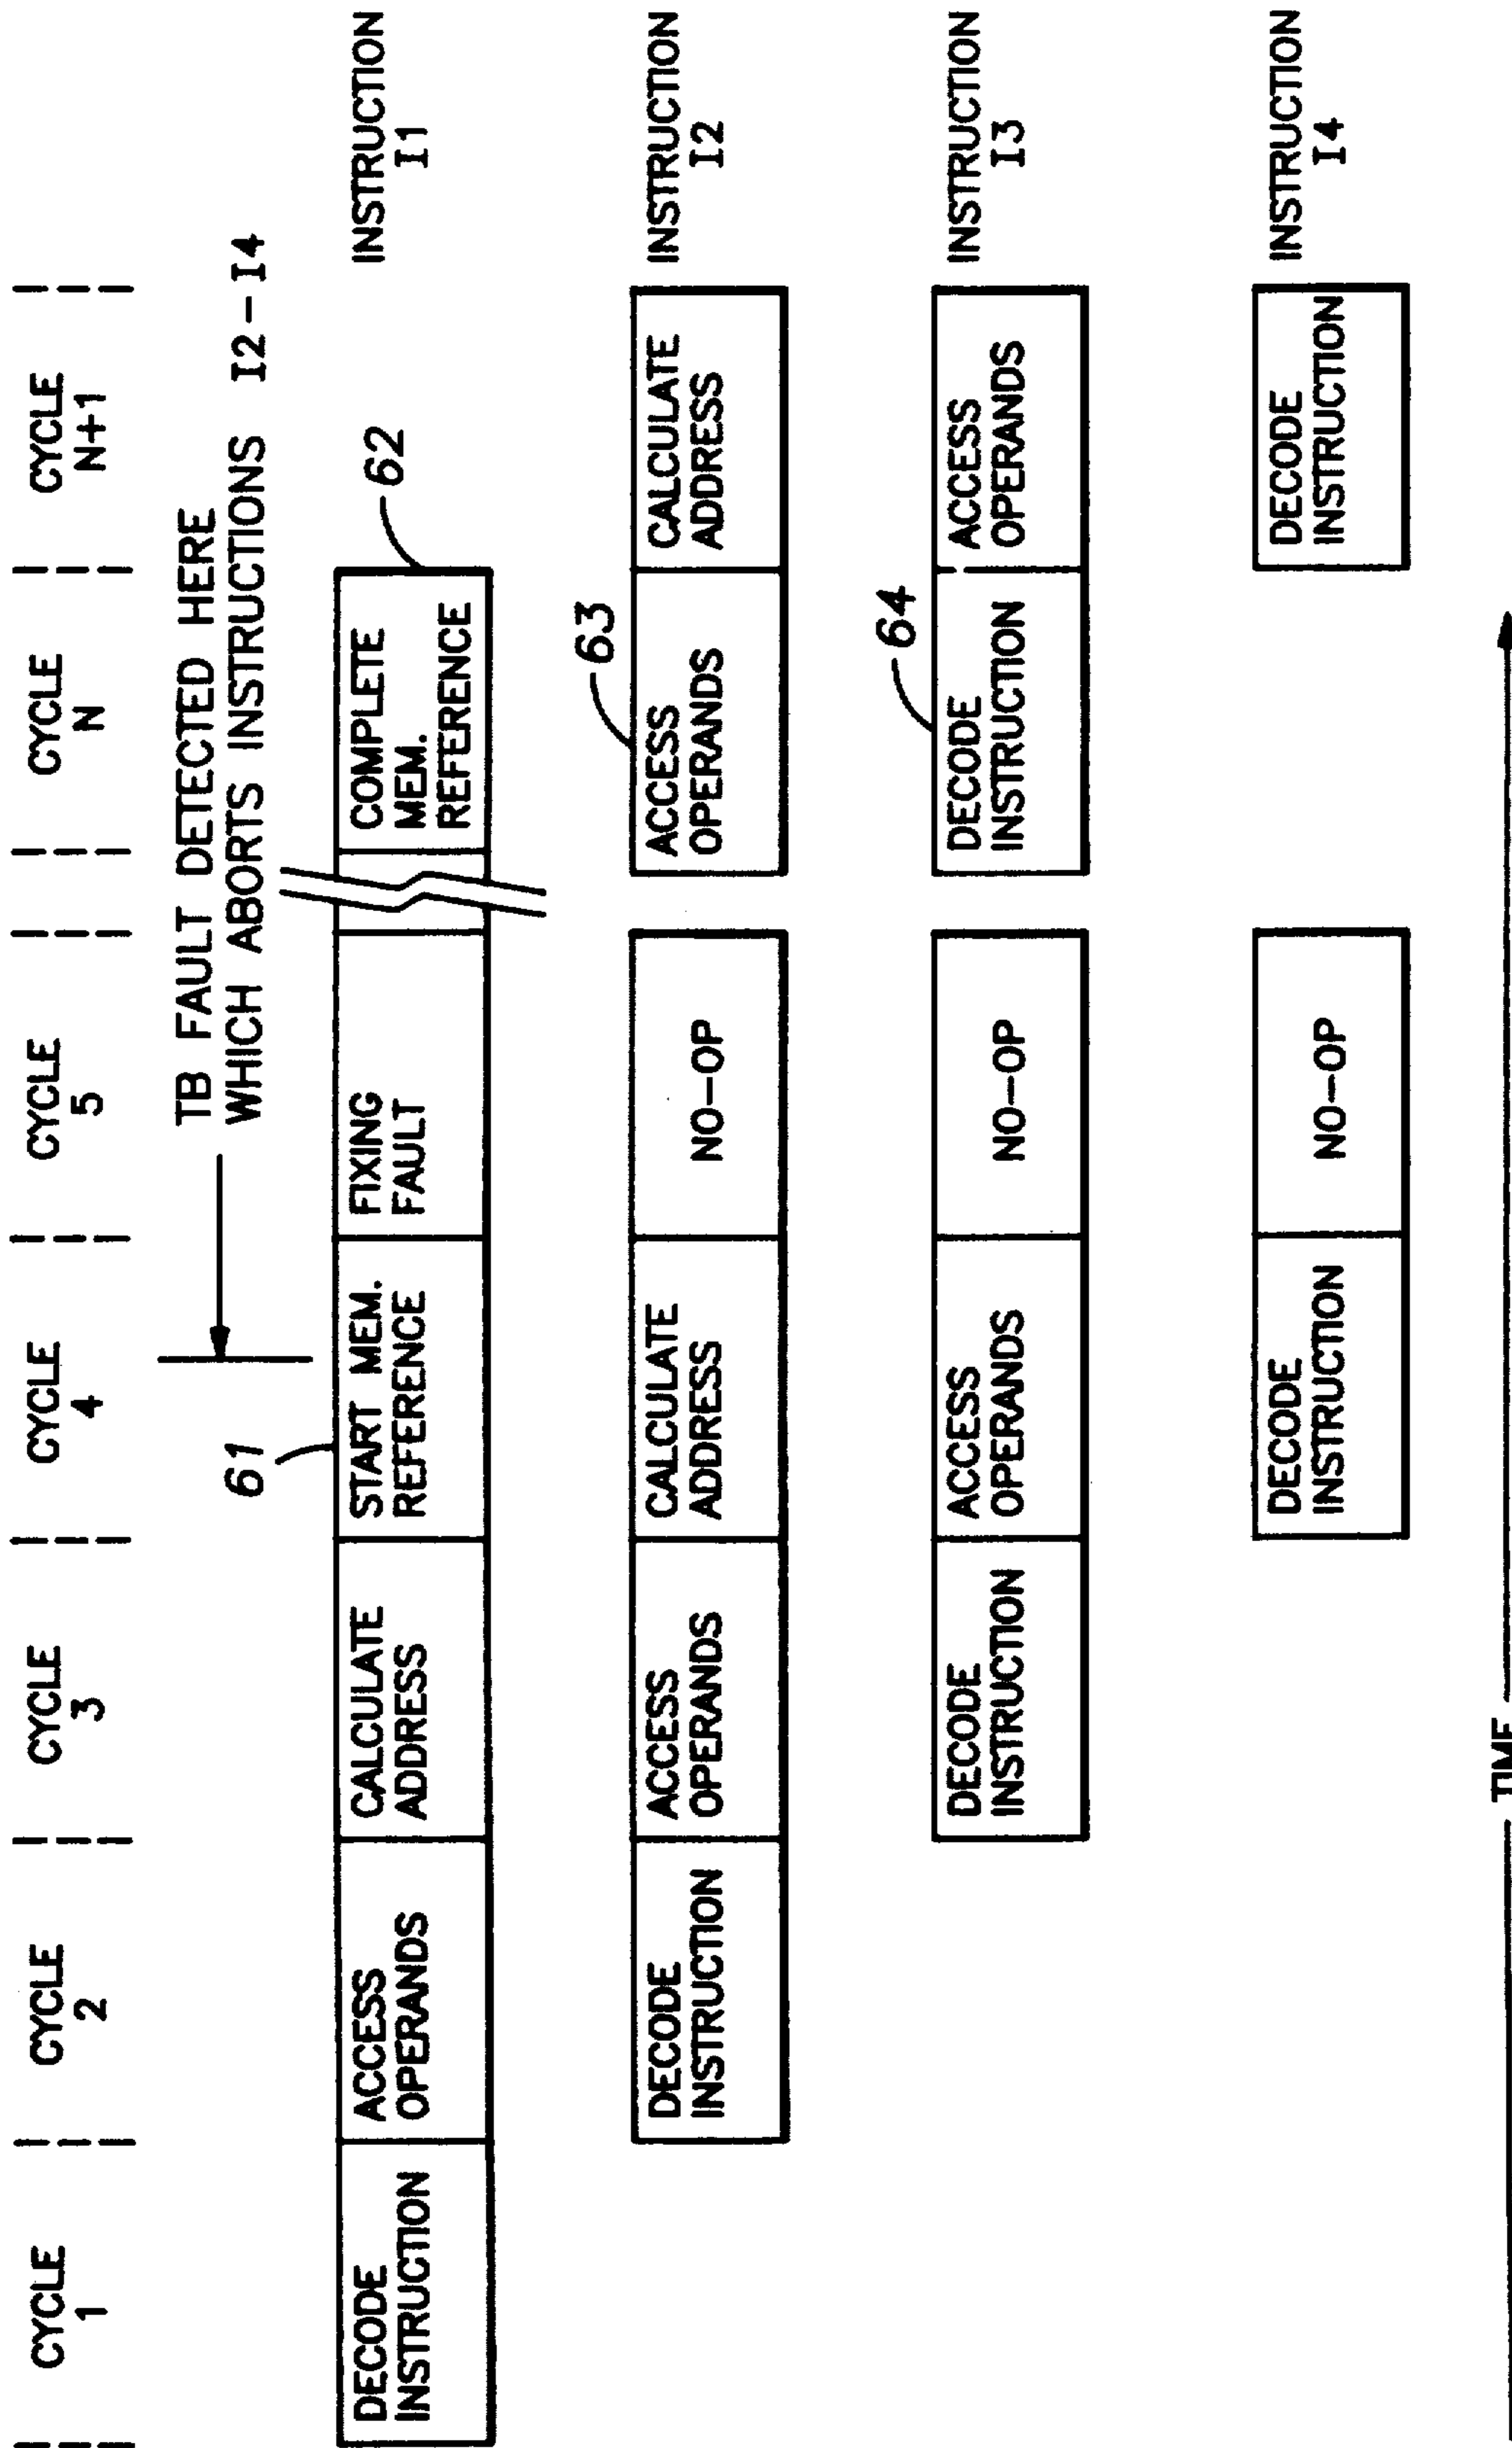 CYCLE
1
CYCLE
2
CYCLE
3
CYCLE
4
CYCLE
5
CYCLE
N
CYCLE
N+1
TB FAULT DETECTED HERE
WHICH ABORTS INSTRUCTIONS I2-I4
61
62
DECODE
INSTRUCTION
ACCESS
OPERANDS
CALCULATE
ADDRESS
START MEM.
REFERENCE
FIXING
FAULT
COMPLETE
MEM.
REFERENCE
INSTRUCTION
I1
63
DECODE
INSTRUCTION
ACCESS
OPERANDS
CALCULATE
ADDRESS
NO-OP
ACCESS
OPERANDS
CALCULATE
ADDRESS
INSTRUCTION
I2
64
DECODE
INSTRUCTION
ACCESS
OPERANDS
NO-OP
DECODE
INSTRUCTION
ACCESS
OPERANDS
INSTRUCTION
I3
DECODE
INSTRUCTION
NO-OP
DECODE
INSTRUCTION
INSTRUCTION
I4
TIME